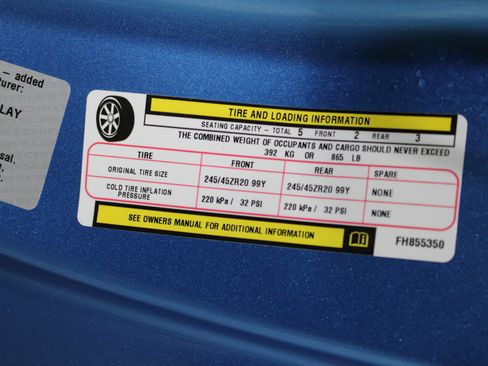 — added
urer:
LAY
sal.
e,
TIRE AND LOADING INFORMATION
SEATING CAPACITY – TOTAL 5 FRONT 2 REAR 3
THE COMBINED WEIGHT OF OCCUPANTS AND CARGO SHOULD NEVER EXCEED
392 KG OR 865 LB
TIRE FRONT REAR SPARE
ORIGINAL TIRE SIZE 245/45ZR20 99Y 245/45ZR20 99Y NONE
COLD TIRE INFLATION
PRESSURE 220 kPa / 32 PSI 220 kPa / 32 PSI NONE
SEE OWNERS MANUAL FOR ADDITIONAL INFORMATION
FH855350